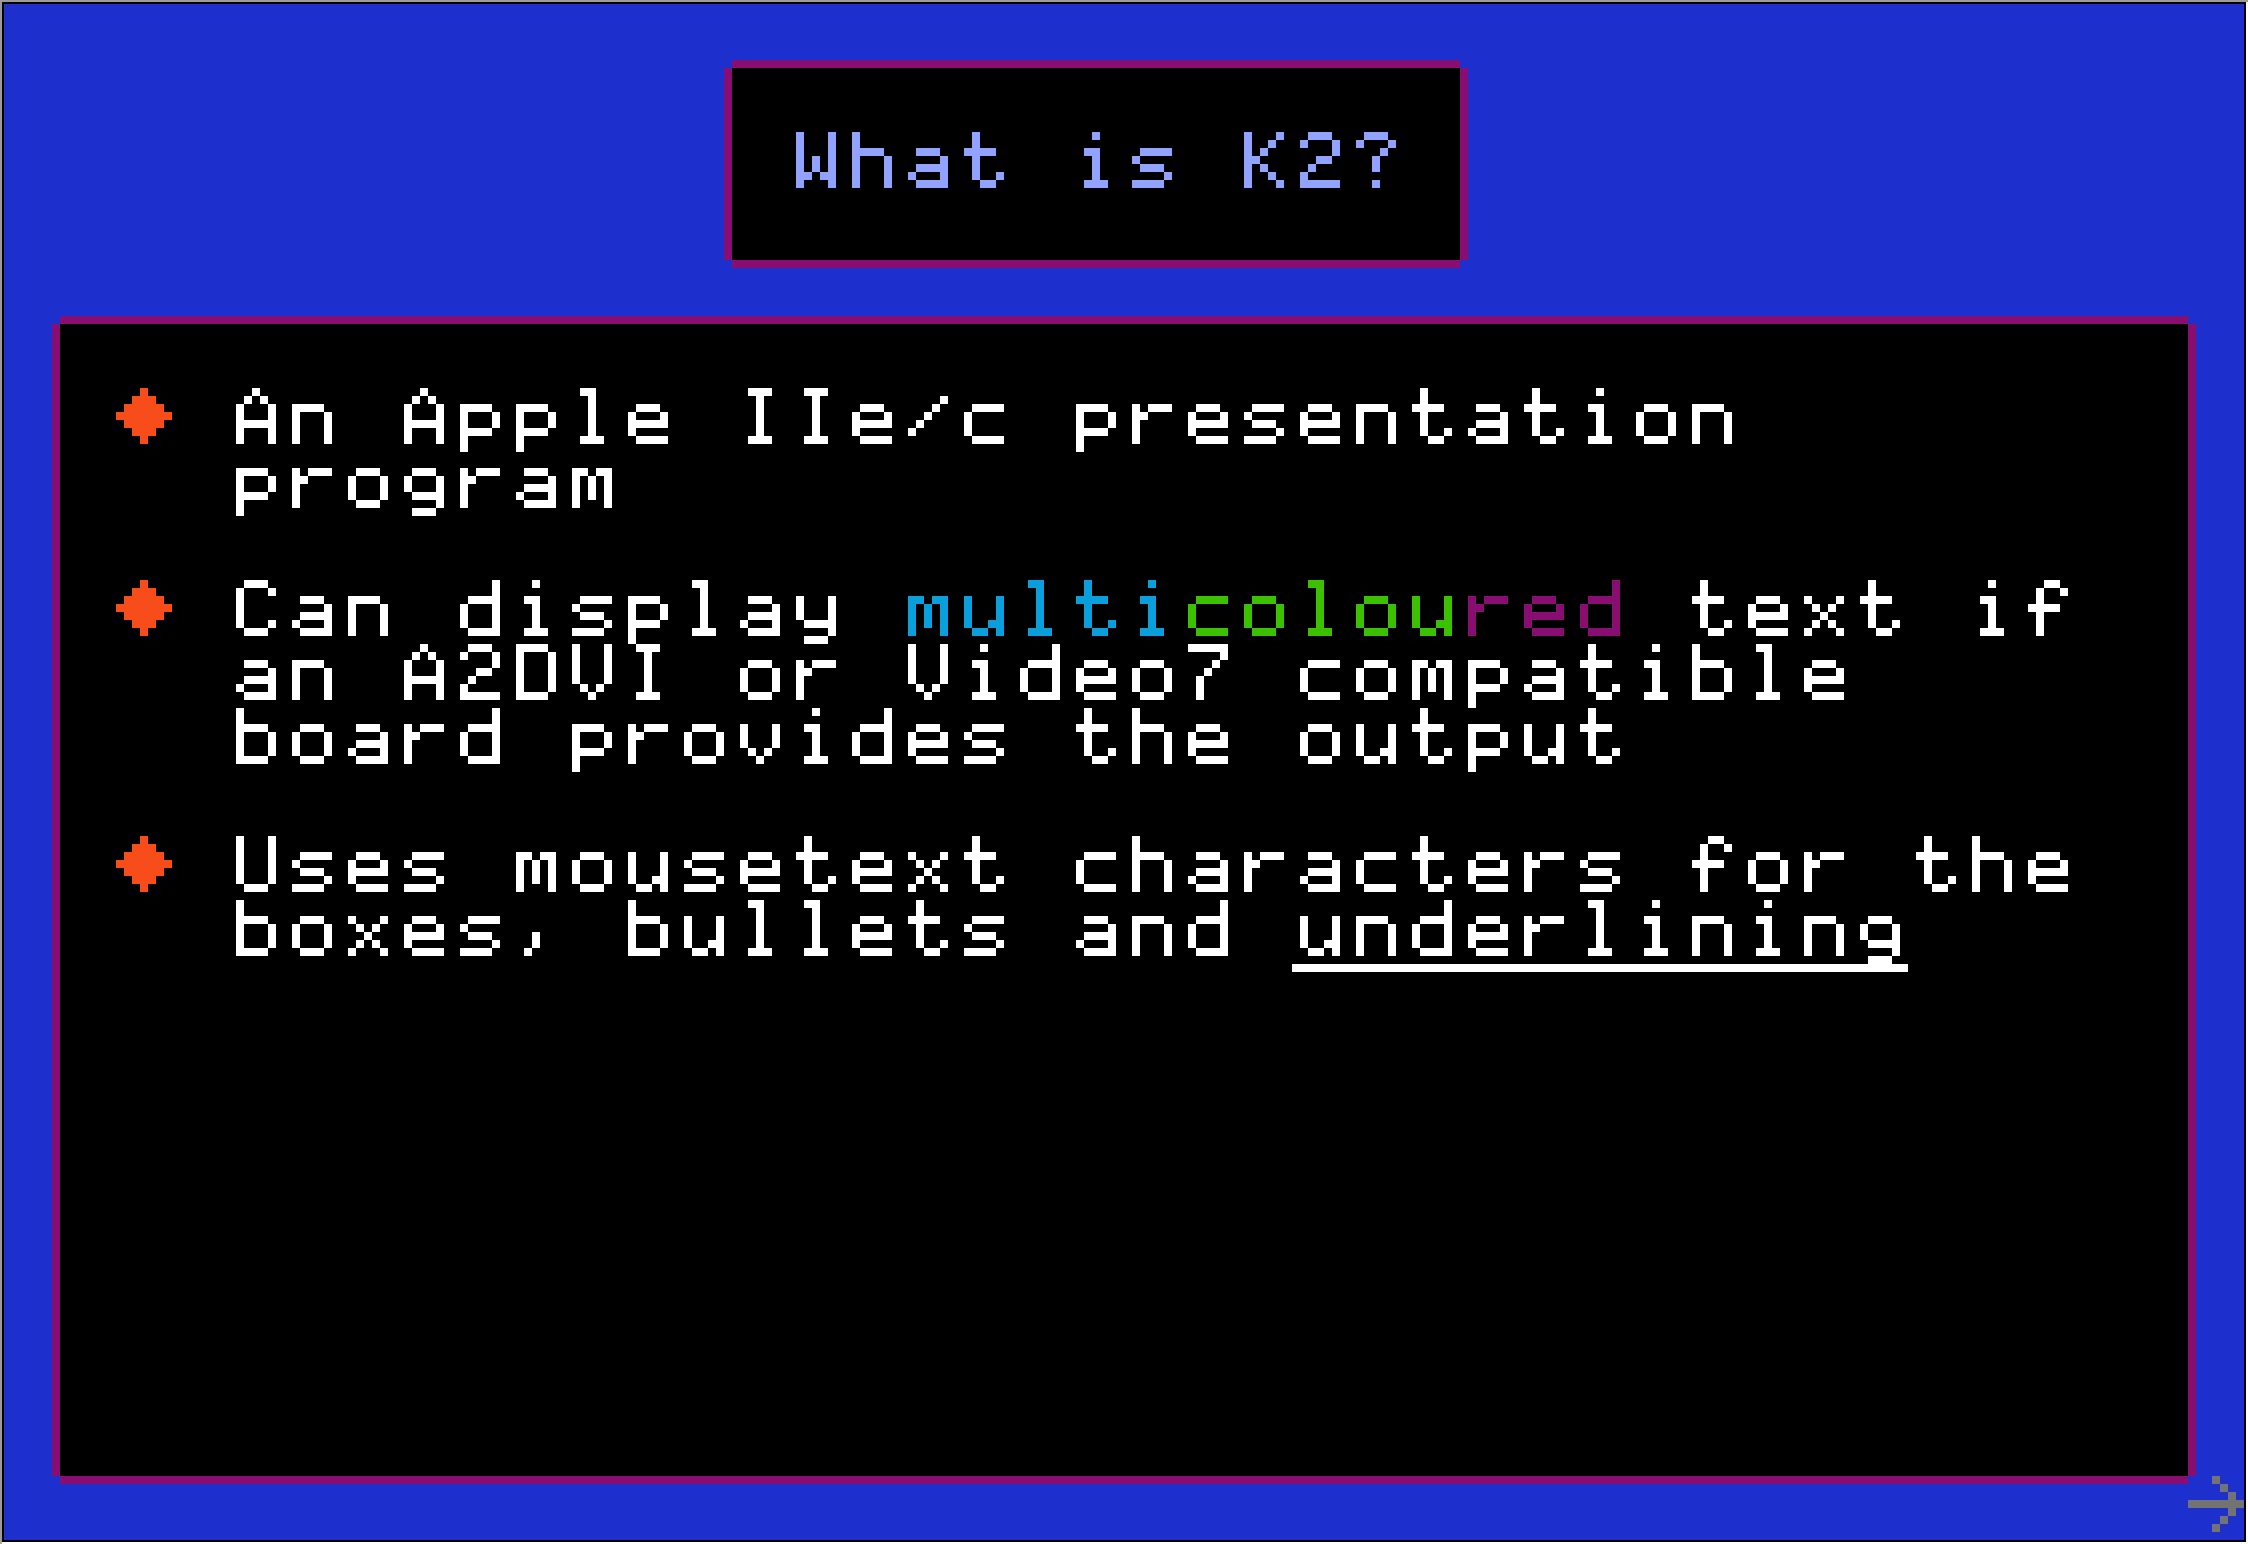 What is K2?
An Apple IIe/c presentation
program
Can display multicoloured text if
an A2DVI or Video7 compatible
board provides the output
Uses mousetext characters for the
boxes, bullets and underlining